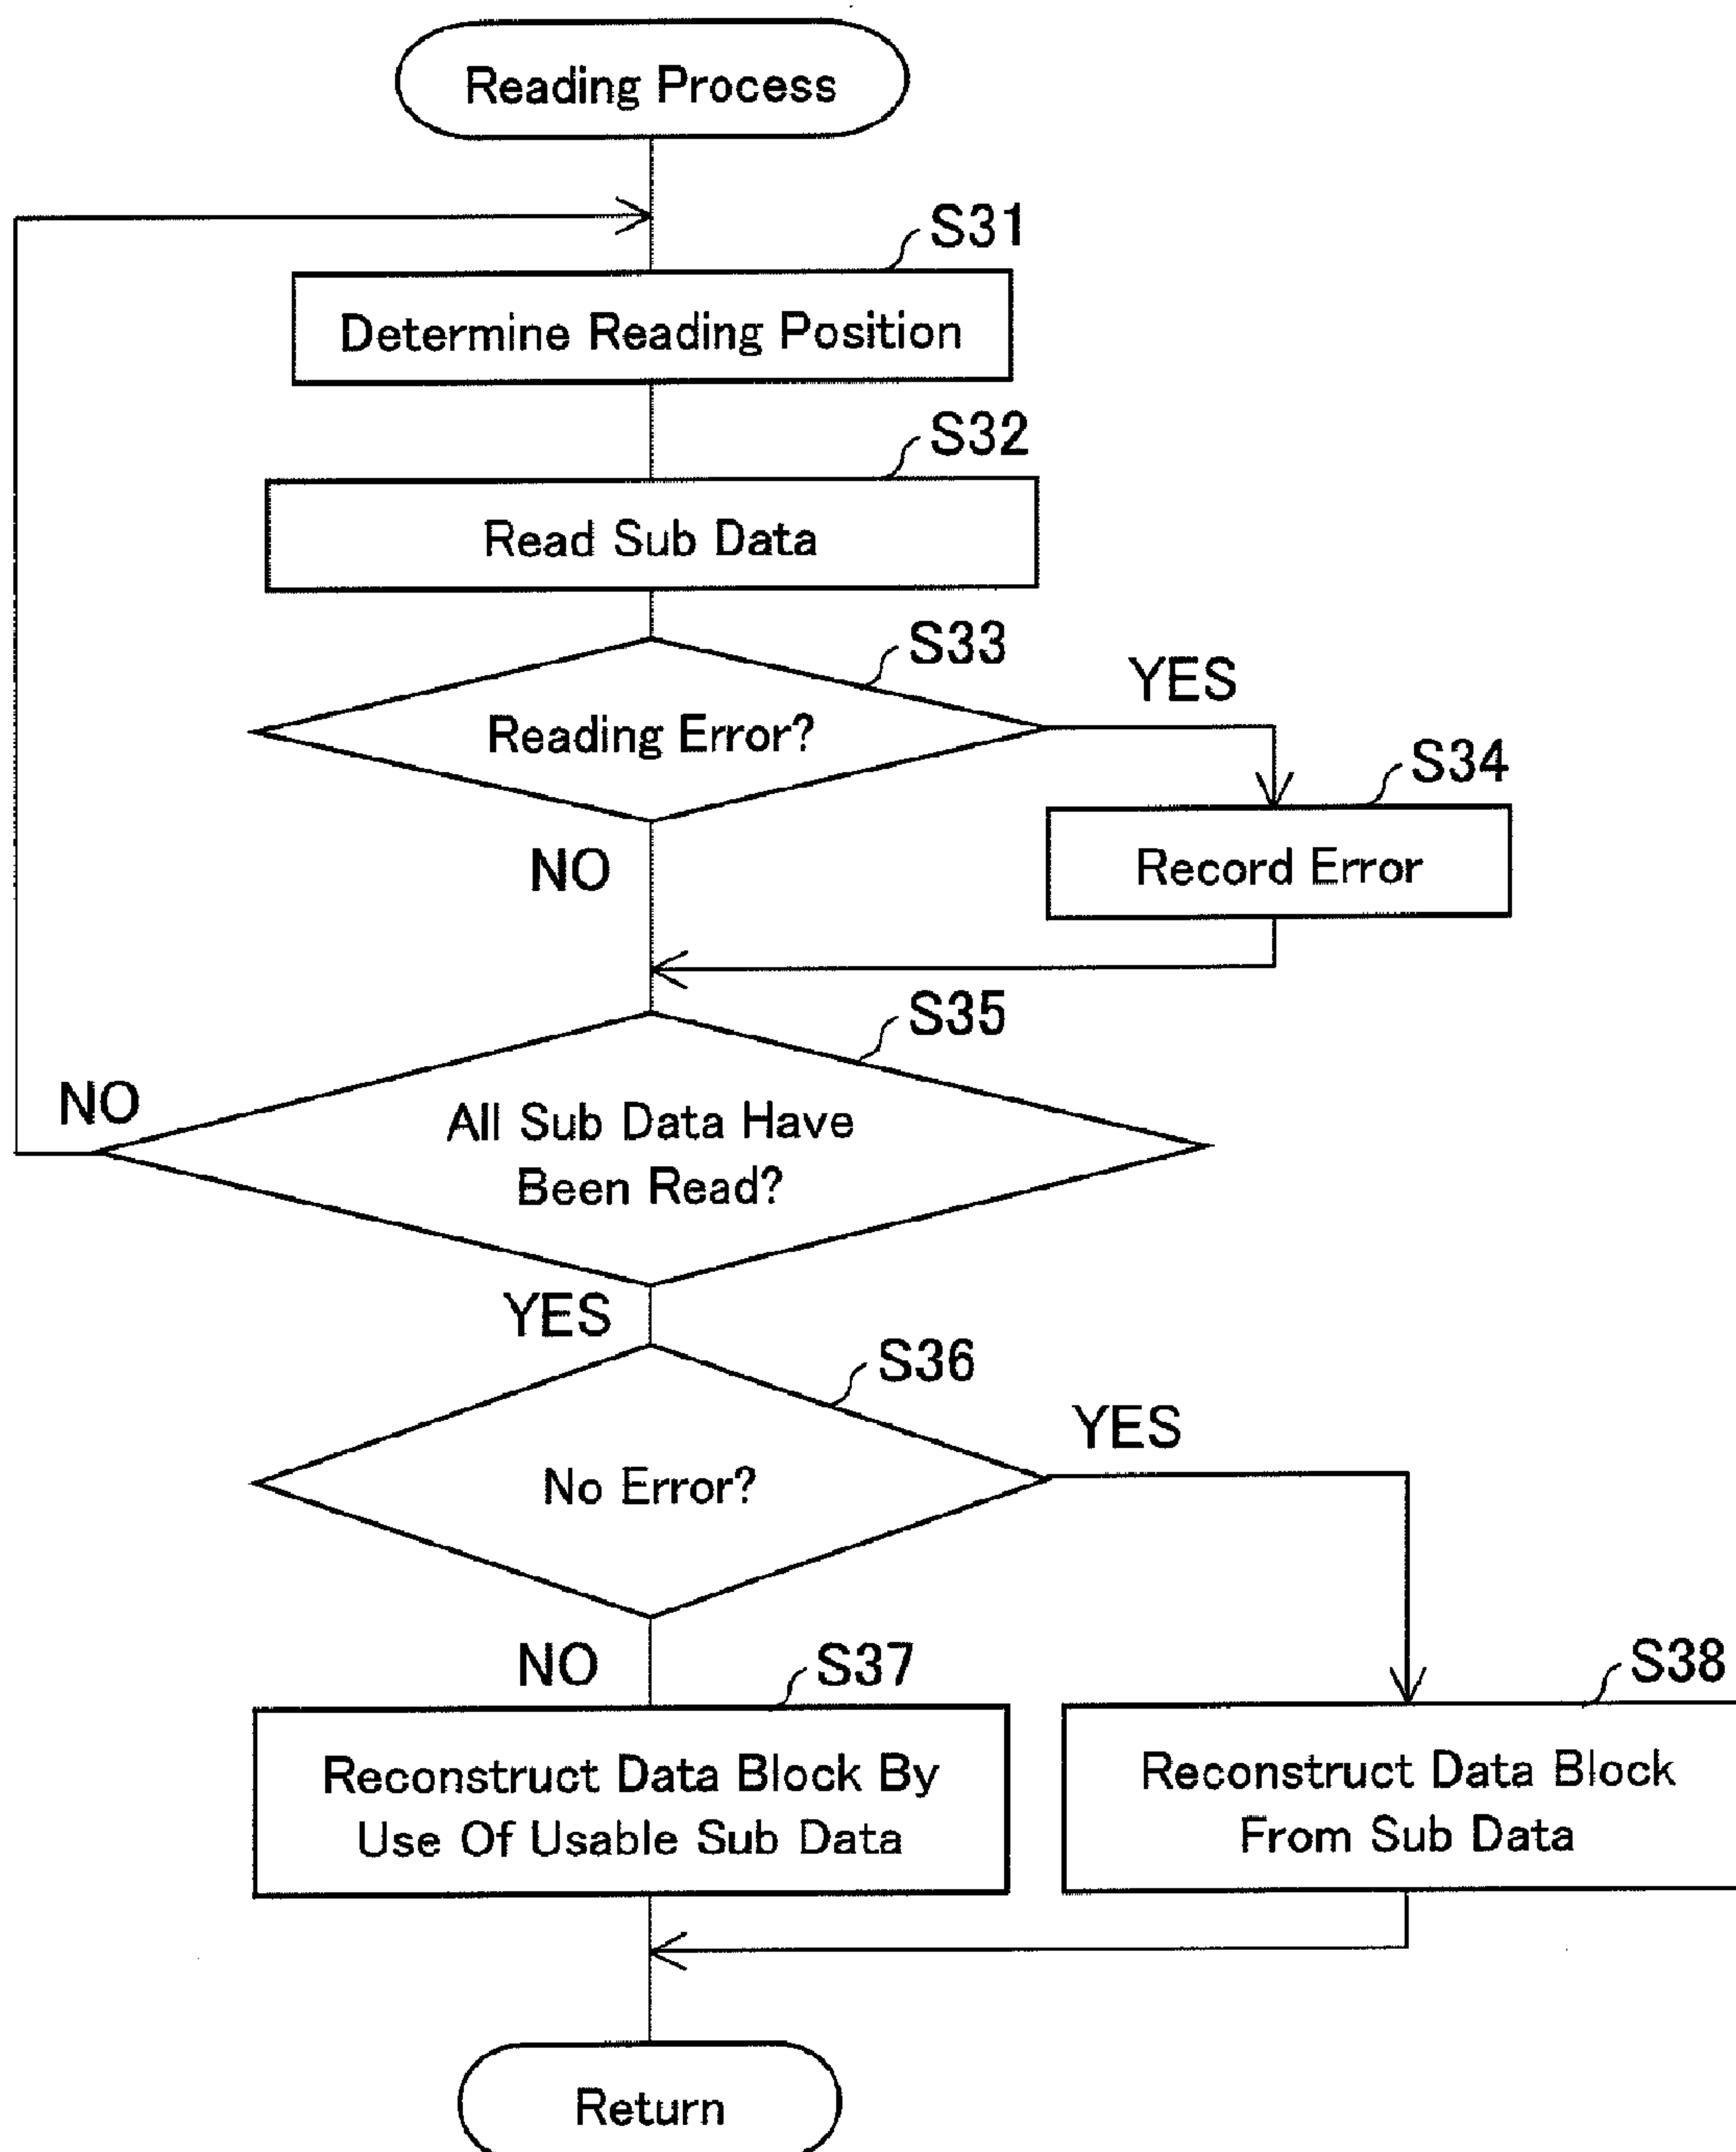 Reading Process
S31
Determine Reading Position
S32
Read Sub Data
S33
Reading Error?
YES
S34
Record Error
NO
S35
All Sub Data Have
Been Read?
NO
YES
S36
No Error?
YES
NO
S37
Reconstruct Data Block By
Use Of Usable Sub Data
S38
Reconstruct Data Block
From Sub Data
Return